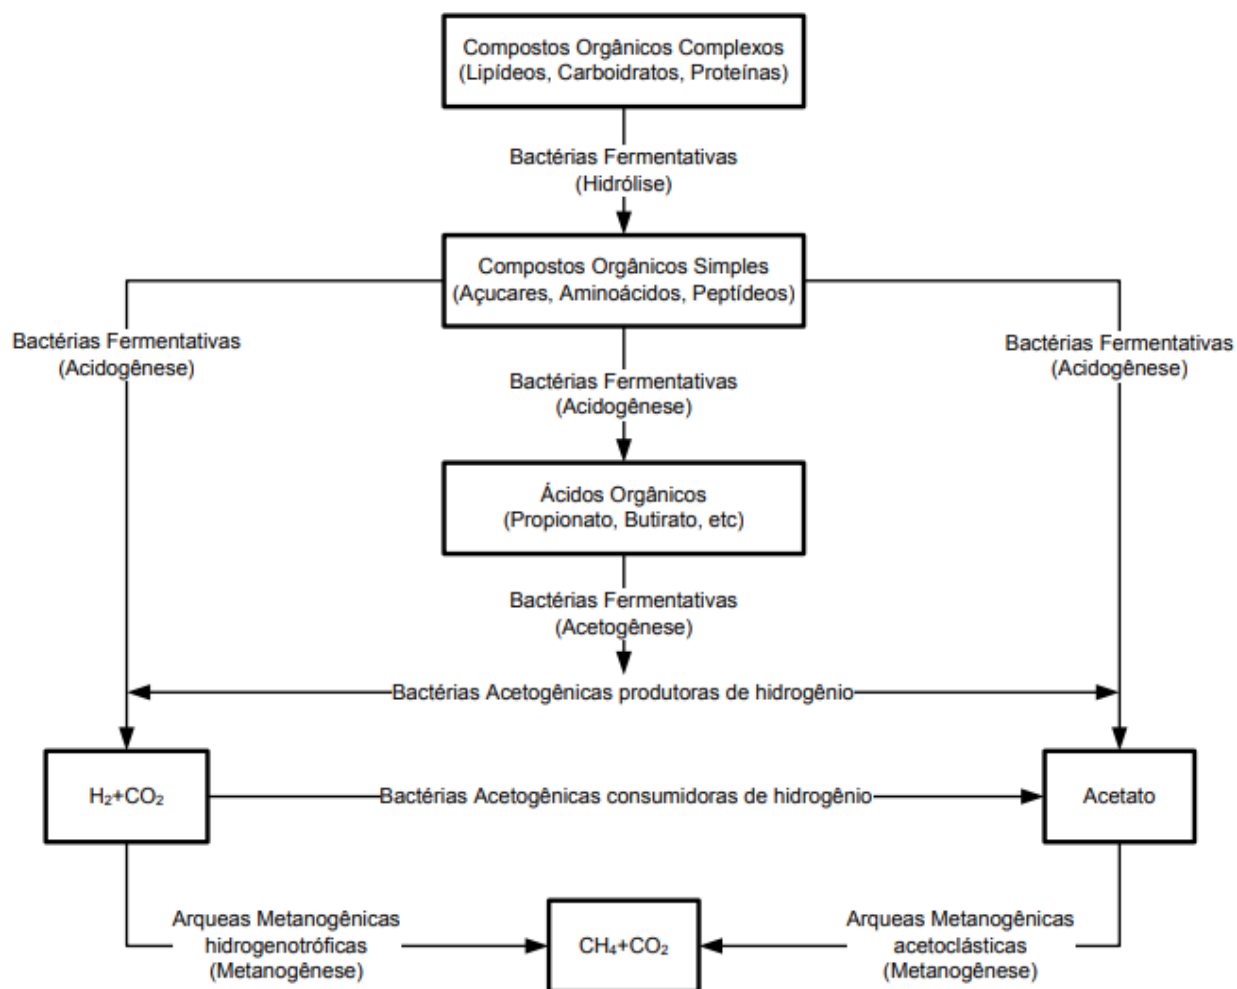 Compostos Orgânicos Complexos
(Lipídeos, Carboidratos, Proteínas)
Bactérias Fermentativas
(Hidrólise)
Compostos Orgânicos Simples
(Açucares, Aminoácidos, Peptídeos)
Bactérias Fermentativas
(Acidogênese)
Bactérias Fermentativas
(Acidogênese)
Bactérias Fermentativas
(Acidogênese)
Ácidos Orgânicos
(Propionato, Butirato, etc)
Bactérias Fermentativas
(Acetogênese)
Bactérias Acetogênicas produtoras de hidrogênio
H₂+CO₂
Bactérias Acetogênicas consumidoras de hidrogênio
Acetato
Arqueas Metanogênicas
hidrogenotróficas
(Metanogênese)
CH₄+CO₂
Arqueas Metanogênicas
acetoclásticas
(Metanogênese)